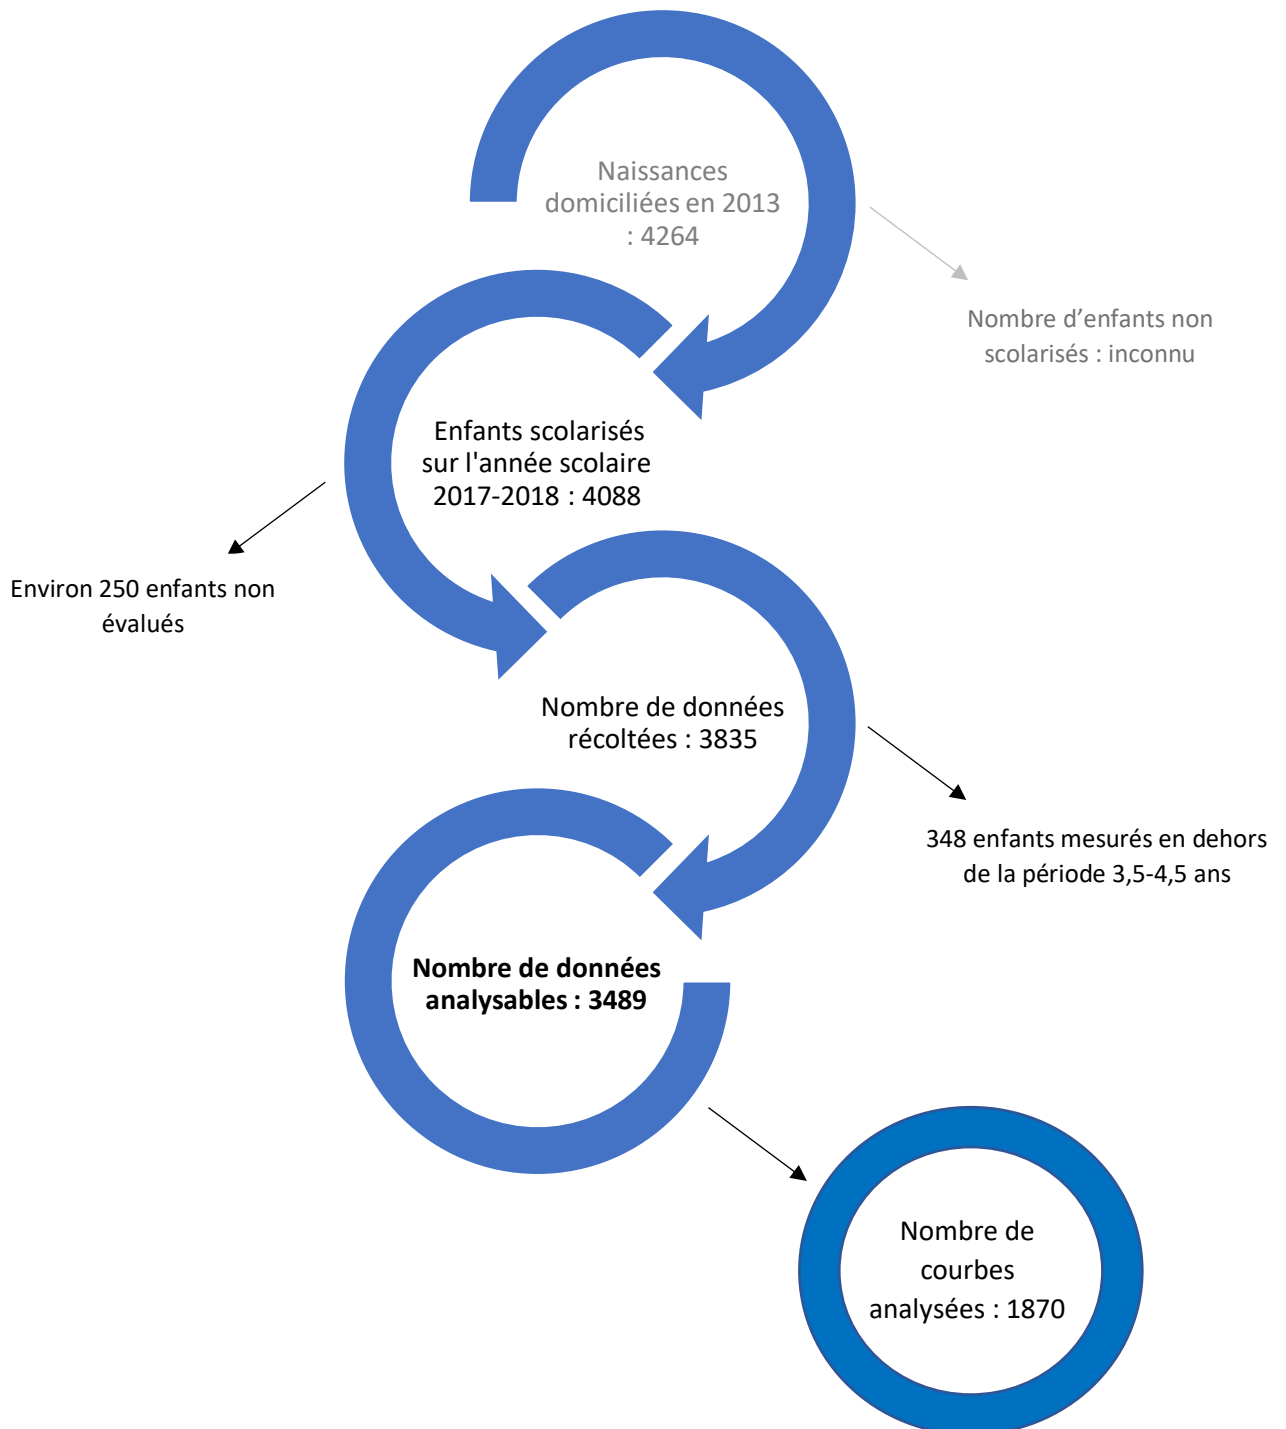 Naissances
domiciliées en 2013
: 4264
Nombre d’enfants non
scolarisés : inconnu
Enfants scolarisés
sur l'année scolaire
2017-2018 : 4088
Environ 250 enfants non
évalués
Nombre de données
récoltées : 3835
348 enfants mesurés en dehors
de la période 3,5-4,5 ans
Nombre de données
analysables : 3489
Nombre de
courbes
analysées : 1870